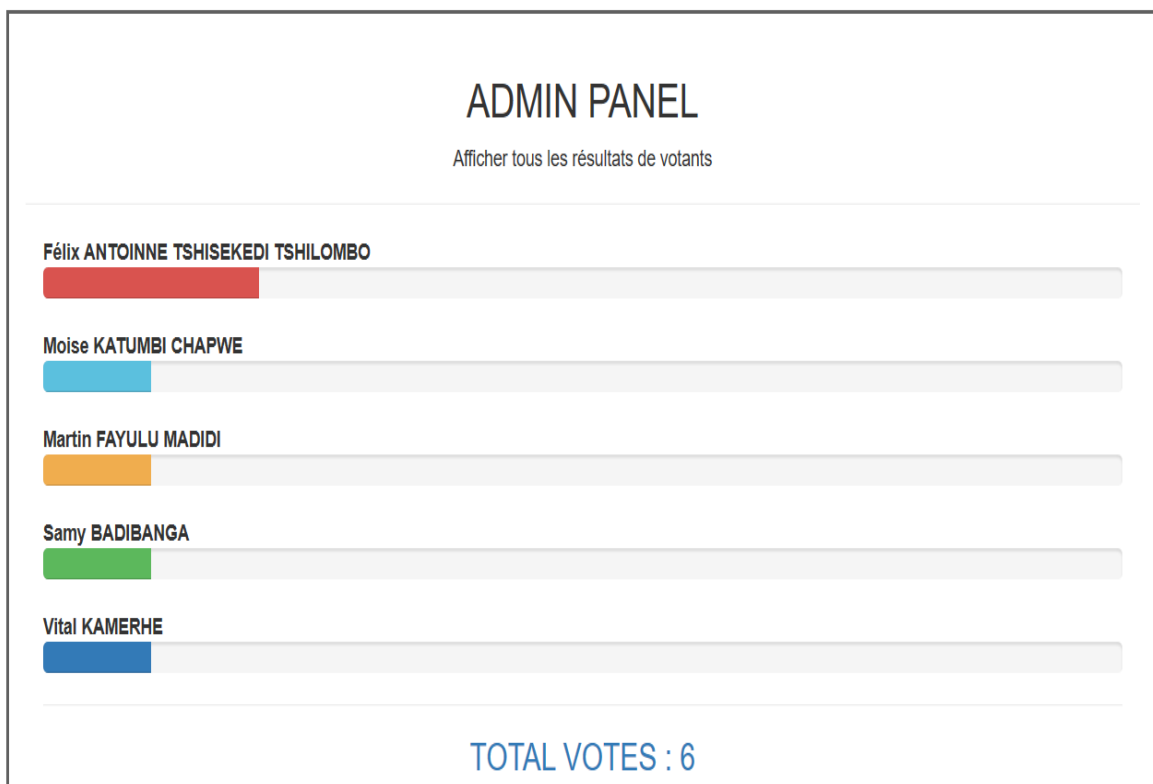 ADMIN PANEL
Afficher tous les résultats de votants
Félix ANTOINNE TSHISEKEDI TSHILOMBO
Moise KATUMBI CHAPWE
Martin FAYULU MADIDI
Samy BADIBANGA
Vital KAMERHE
TOTAL VOTES : 6